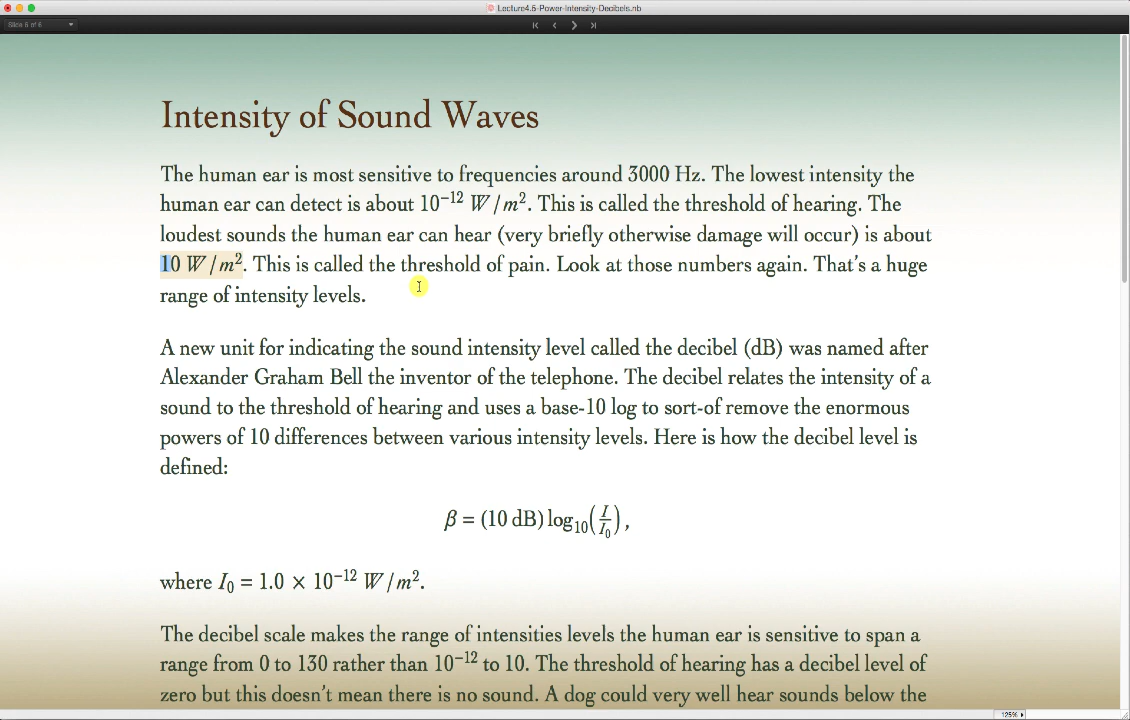 Lecture4.5-Power-Intensity-Decibels.nb
Slide 6 of 6
Intensity of Sound Waves
The human ear is most sensitive to frequencies around 3000 Hz. The lowest intensity the
human ear can detect is about 10⁻¹² W/m². This is called the threshold of hearing. The
loudest sounds the human ear can hear (very briefly otherwise damage will occur) is about
10 W/m². This is called the threshold of pain. Look at those numbers again. That's a huge
range of intensity levels.
A new unit for indicating the sound intensity level called the decibel (dB) was named after
Alexander Graham Bell the inventor of the telephone. The decibel relates the intensity of a
sound to the threshold of hearing and uses a base-10 log to sort-of remove the enormous
powers of 10 differences between various intensity levels. Here is how the decibel level is
defined:
β = (10 dB) log₁₀(I/I₀),
where I₀ = 1.0 × 10⁻¹² W/m².
The decibel scale makes the range of intensities levels the human ear is sensitive to span a
range from 0 to 130 rather than 10⁻¹² to 10. The threshold of hearing has a decibel level of
zero but this doesn't mean there is no sound. A dog could very well hear sounds below the
125%